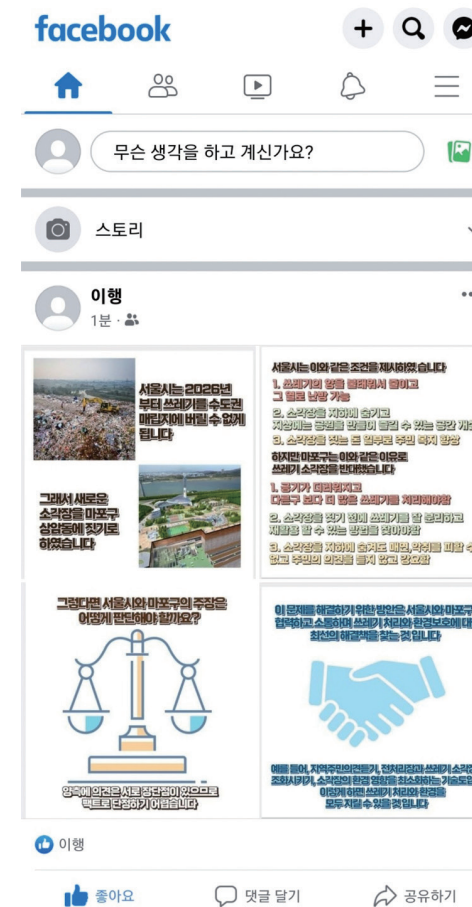 facebook
무슨 생각을 하고 계신가요?
스토리
이행
1분
서울시는 2026년
부터 쓰레기를 수도권
매립지에 버릴 수 없게
됩니다
그래서 새로운
소각장을 마포구
상암동에 짓기로
하였습니다
서울시는 이와 같은 조건을 제시하였습니다
1. 쓰레기의 양을 불태워서 줄이고
그 열로 난방 가능
2. 소각장을 지하에 숨기고
지상에는 공원을 만들어 즐길 수 있는 공간
3. 소각장을 짓는 돈 일부로 주민 복지 향상
하지만 마포구는 이와 같은 이유로
쓰레기 소각장을 반대했습니다
1. 공기가 더러워지고
다른구 보다 더 많은 쓰레기를 처리해야함
2. 소각장을 짓기 전에 쓰레기를 잘 분리하고
재활용 할 수 있는 방법을 찾아야함
3. 소각장을 지하에 숨겨도 매연,악취를 피할 수
없고 주민의 의견을 듣지 않고 강요함
그렇다면 서울시와 마포구의 주장은
어떻게 판단해야 할까요?
양측에 의견은 서로 장단점이 있으므로
팩트로 단정하기 어렵습니다
이 문제를 해결하기 위한 방안은 서울시와 마포구
협력하고 소통하며 쓰레기 처리와 환경보호에 대
최선의 해결책을 찾는 것 입니다
예를 들어, 지역주민의견듣기, 전처리장과 쓰레기 소각장
조화시키기, 소각장의 환경 영향을 최소화하는 기술도입
이렇게 하면 쓰레기 처리와 환경을
모두 지킬 수 있을 것 입니다
이행
좋아요
댓글 달기
공유하기